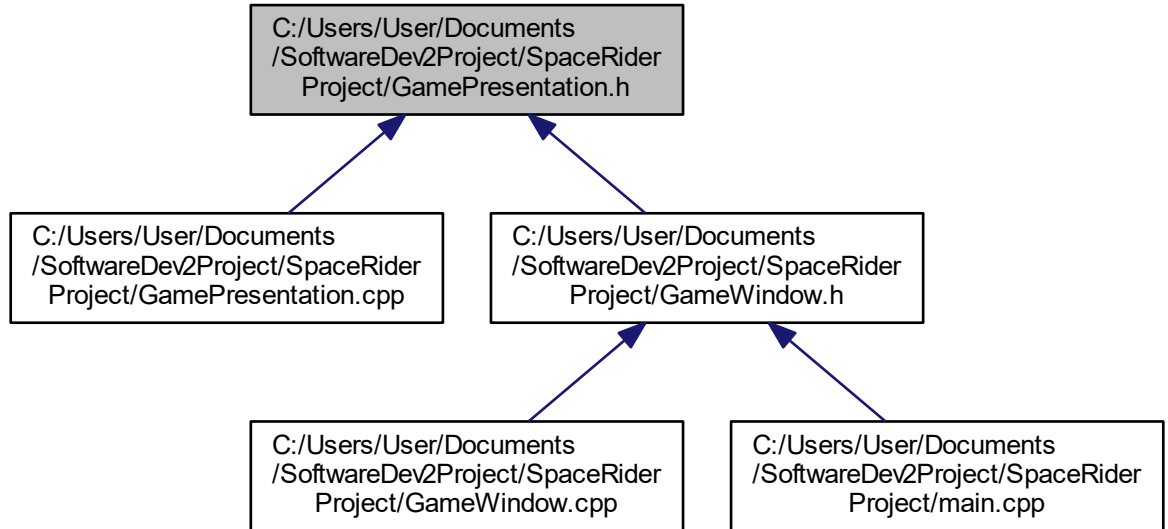 C:/Users/User/Documents
/SoftwareDev2Project/SpaceRider
Project/GamePresentation.h
C:/Users/User/Documents
/SoftwareDev2Project/SpaceRider
Project/GamePresentation.cpp
C:/Users/User/Documents
/SoftwareDev2Project/SpaceRider
Project/GameWindow.h
C:/Users/User/Documents
/SoftwareDev2Project/SpaceRider
Project/GameWindow.cpp
C:/Users/User/Documents
/SoftwareDev2Project/SpaceRider
Project/main.cpp